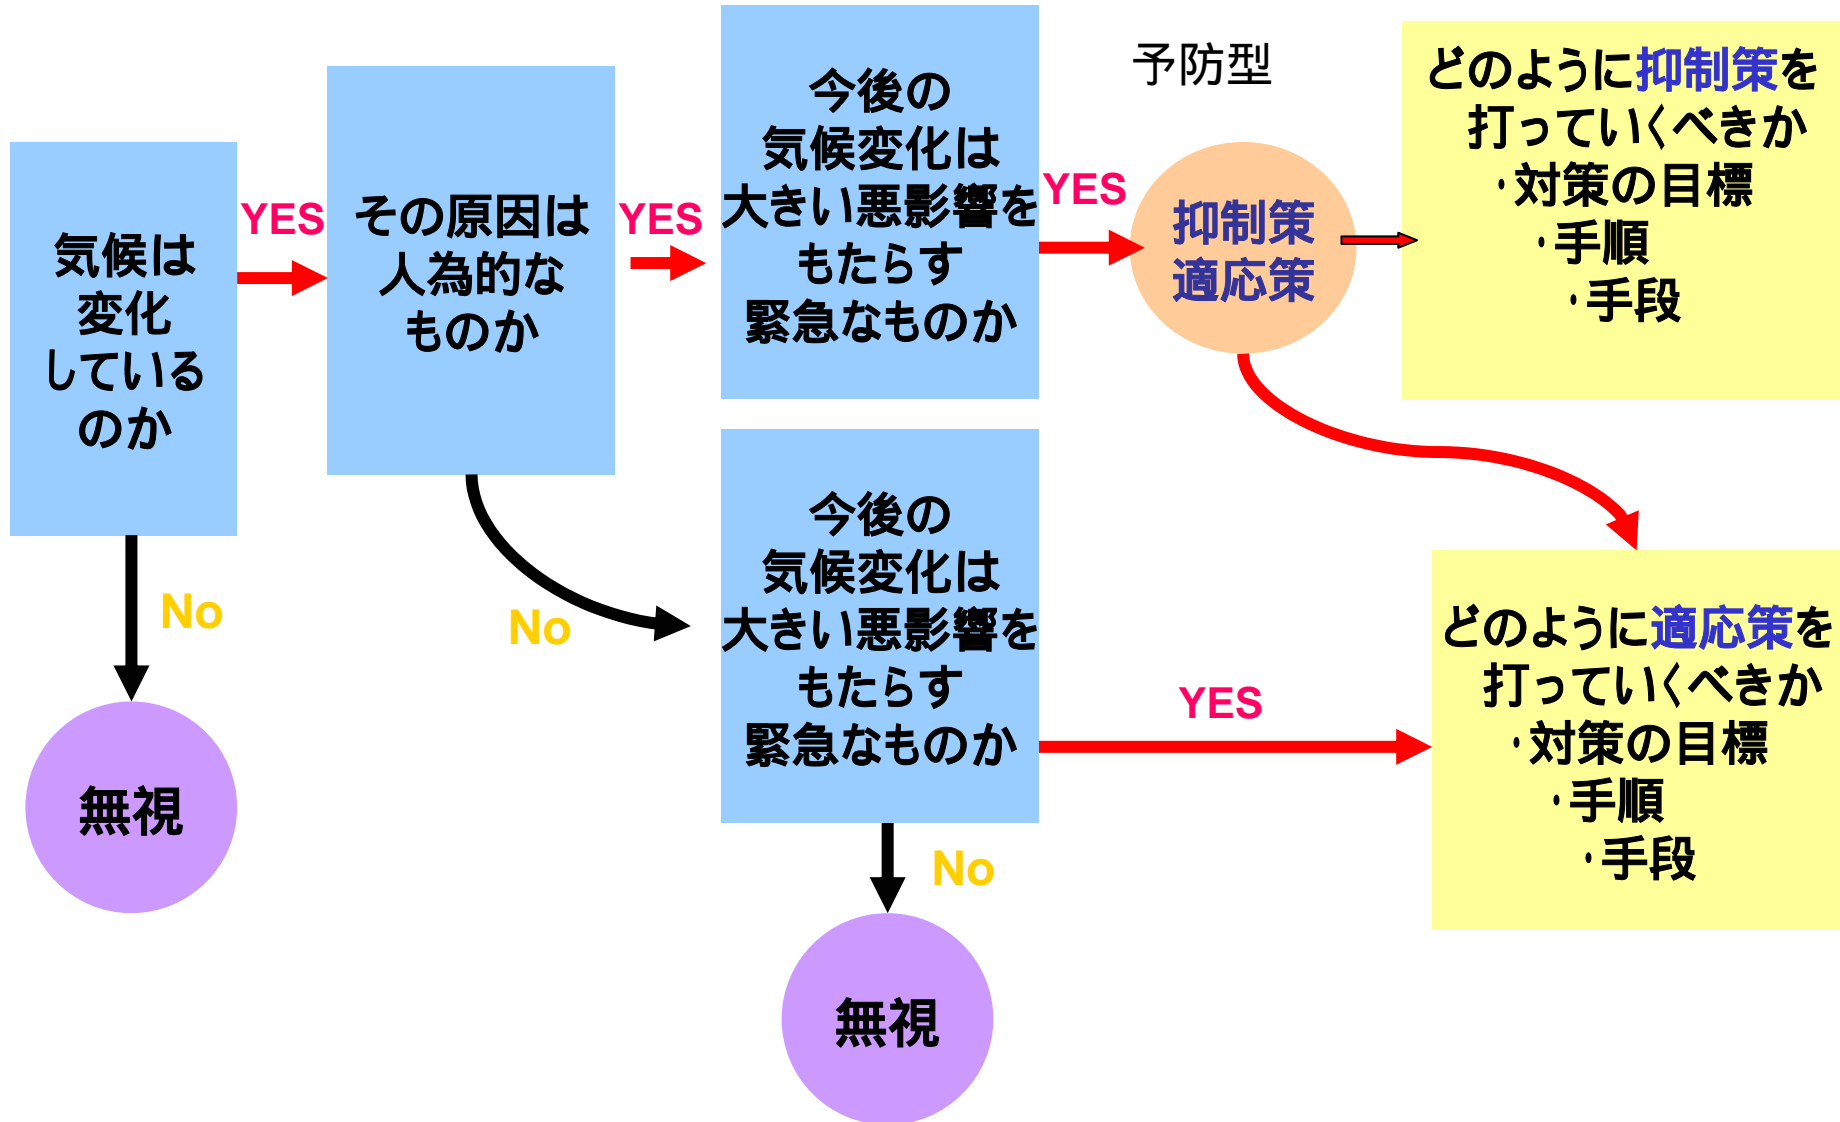 気候は
変化
している
のか
YES
No
無視
その原因は
人為的な
ものか
YES
No
今後の
気候変化は
大きい悪影響を
もたらす
緊急なものか
YES
今後の
気候変化は
大きい悪影響を
もたらす
緊急なものか
YES
No
無視
予防型
抑制策
適応策
どのように抑制策を
打っていくべきか
・対策の目標
・手順
・手段
どのように適応策を
打っていくべきか
・対策の目標
・手順
・手段